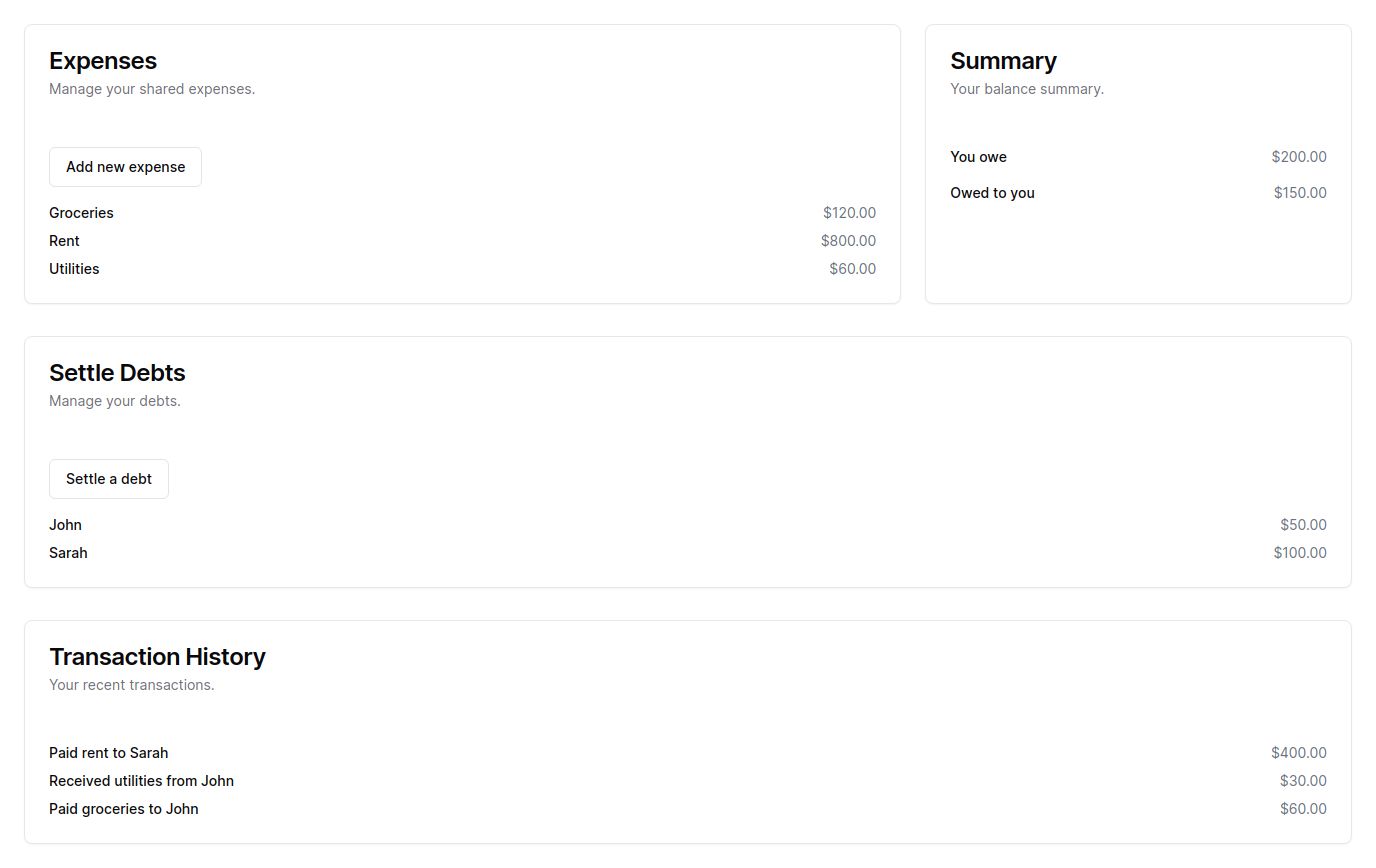 Expenses
Manage your shared expenses.
Add new expense
Groceries $120.00
Rent $800.00
Utilities $60.00
Summary
Your balance summary.
You owe $200.00
Owed to you $150.00
Settle Debts
Manage your debts.
Settle a debt
John $50.00
Sarah $100.00
Transaction History
Your recent transactions.
Paid rent to Sarah $400.00
Received utilities from John $30.00
Paid groceries to John $60.00